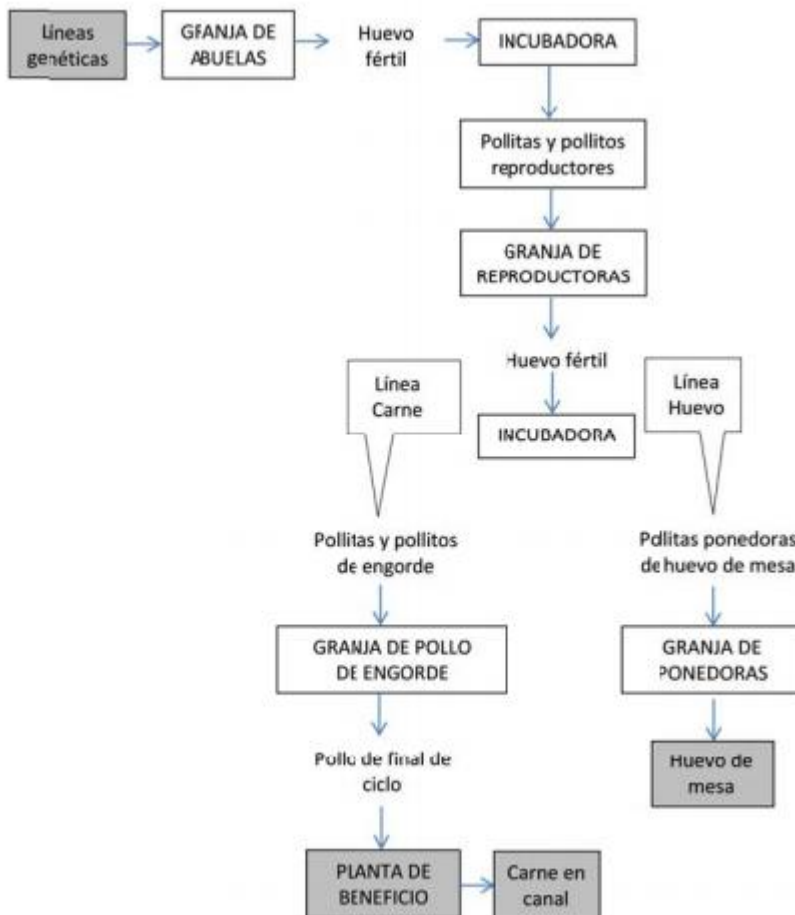 Líneas
genéticas
GRANJA DE
ABUELAS
Huevo
fértil
INCUBADORA
Pollitas y pollitos
reproductores
GRANJA DE
REPRODUCTORAS
Huevo fértil
Línea
Carne
INCUBADORA
Línea
Huevo
Pollitas y pollitos
de engorde
Pollitas ponedoras
de huevo de mesa
GRANJA DE POLLO
DE ENGORDE
GRANJA DE
PONEDORAS
Pollo de final de
ciclo
Huevo de
mesa
PLANTA DE
BENEFICIO
Carne en
canal